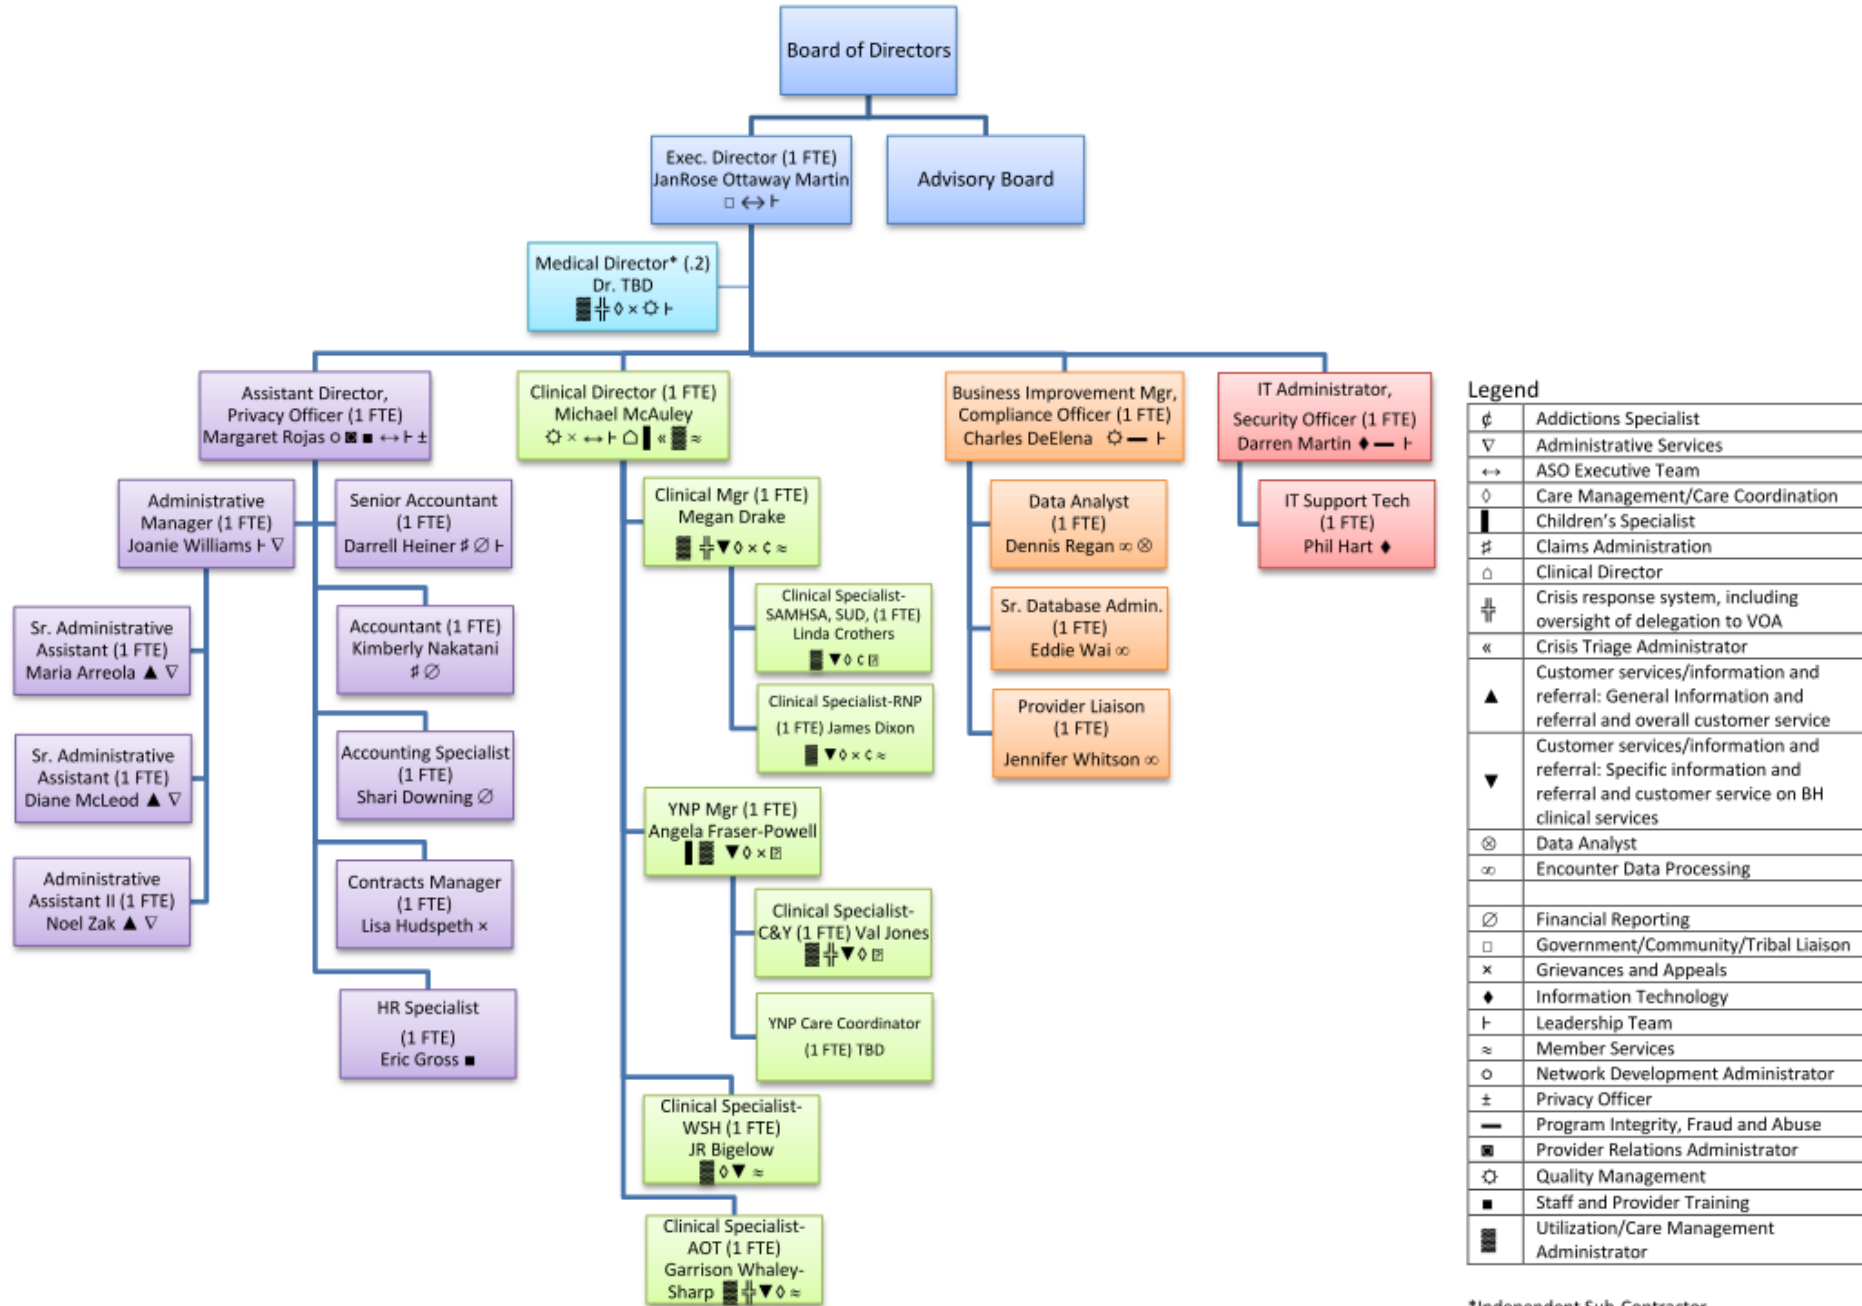 Board of Directors
Exec. Director (1 FTE)
JanRose Ottaway Martin
□ ↔ ⊦
Advisory Board
Medical Director* (.2)
Dr. TBD
▓ ╬ ◊ × ☼ ⊦
Assistant Director,
Privacy Officer (1 FTE)
Margaret Rojas ○ ◙ ■ ↔ ⊦ ±
Clinical Director (1 FTE)
Michael McAuley
☼ × ↔ ⊦ ⌂ ▌ « ▓ ≈
Business Improvement Mgr,
Compliance Officer (1 FTE)
Charles DeElena ☼ ▬ ⊦
IT Administrator,
Security Officer (1 FTE)
Darren Martin ♦ ▬ ⊦
Administrative
Manager (1 FTE)
Joanie Williams ⊦ ∇
Senior Accountant
(1 FTE)
Darrell Heiner ♯ ∅ ⊦
Sr. Administrative
Assistant (1 FTE)
Maria Arreola ▲ ∇
Accountant (1 FTE)
Kimberly Nakatani
♯ ∅
Sr. Administrative
Assistant (1 FTE)
Diane McLeod ▲ ∇
Accounting Specialist
(1 FTE)
Shari Downing ∅
Administrative
Assistant II (1 FTE)
Noel Zak ▲ ∇
Contracts Manager
(1 FTE)
Lisa Hudspeth ×
HR Specialist
(1 FTE)
Eric Gross ■
Clinical Mgr (1 FTE)
Megan Drake
▓ ╬ ▼ ◊ × ¢ ≈
Clinical Specialist-
SAMHSA, SUD, (1 FTE)
Linda Crothers
▓ ▼ ◊ ¢ ⍰
Clinical Specialist-RNP
(1 FTE) James Dixon
▓ ▼ ◊ × ¢ ≈
YNP Mgr (1 FTE)
Angela Fraser-Powell
▌ ▓ ▼ ◊ × ⍰
Clinical Specialist-
C&Y (1 FTE) Val Jones
▓ ╬ ▼ ◊ ⍰
YNP Care Coordinator
(1 FTE) TBD
Clinical Specialist-
WSH (1 FTE)
JR Bigelow
▓ ◊ ▼ ≈
Clinical Specialist-
AOT (1 FTE)
Garrison Whaley-
Sharp ▓ ╬ ▼ ◊ ≈
Data Analyst
(1 FTE)
Dennis Regan ∞ ⊗
Sr. Database Admin.
(1 FTE)
Eddie Wai ∞
Provider Liaison
(1 FTE)
Jennifer Whitson ∞
IT Support Tech
(1 FTE)
Phil Hart ♦
Legend
¢ Addictions Specialist
∇ Administrative Services
↔ ASO Executive Team
◊ Care Management/Care Coordination
▌ Children's Specialist
♯ Claims Administration
⌂ Clinical Director
╬ Crisis response system, including
oversight of delegation to VOA
« Crisis Triage Administrator
Customer services/information and
▲ referral: General Information and
referral and overall customer service
Customer services/information and
referral: Specific information and
▼ referral and customer service on BH
clinical services
⊗ Data Analyst
∞ Encounter Data Processing
∅ Financial Reporting
□ Government/Community/Tribal Liaison
× Grievances and Appeals
♦ Information Technology
⊦ Leadership Team
≈ Member Services
○ Network Development Administrator
± Privacy Officer
▬ Program Integrity, Fraud and Abuse
◙ Provider Relations Administrator
☼ Quality Management
■ Staff and Provider Training
▓ Utilization/Care Management
Administrator
*Independent Sub-Contractor